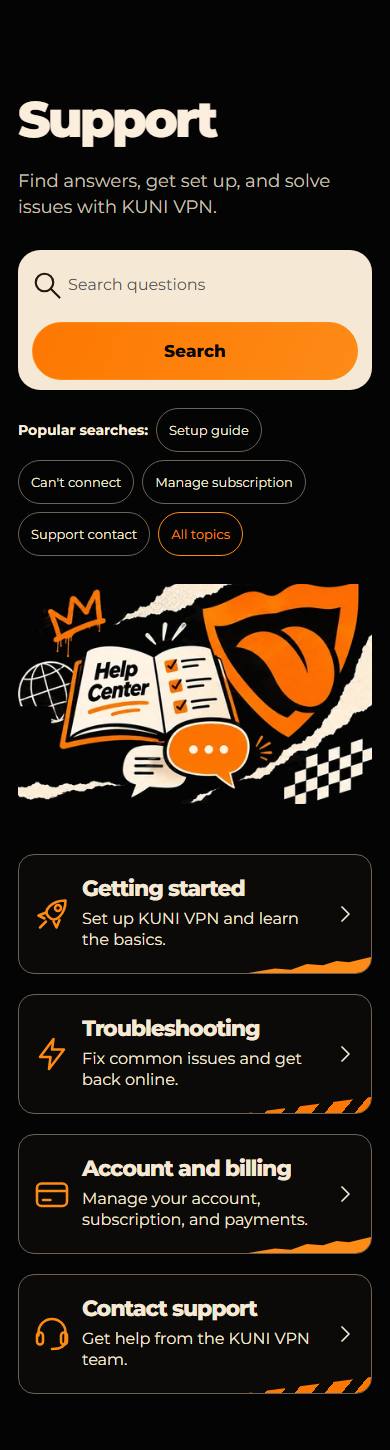 Support
Find answers, get set up, and solve
issues with KUNI VPN.
Search questions
Search
Popular searches: Setup guide
Can't connect Manage subscription
Support contact All topics
Help
Center
Getting started
Set up KUNI VPN and learn
the basics.
Troubleshooting
Fix common issues and get
back online.
Account and billing
Manage your account,
subscription, and payments.
Contact support
Get help from the KUNI VPN
team.